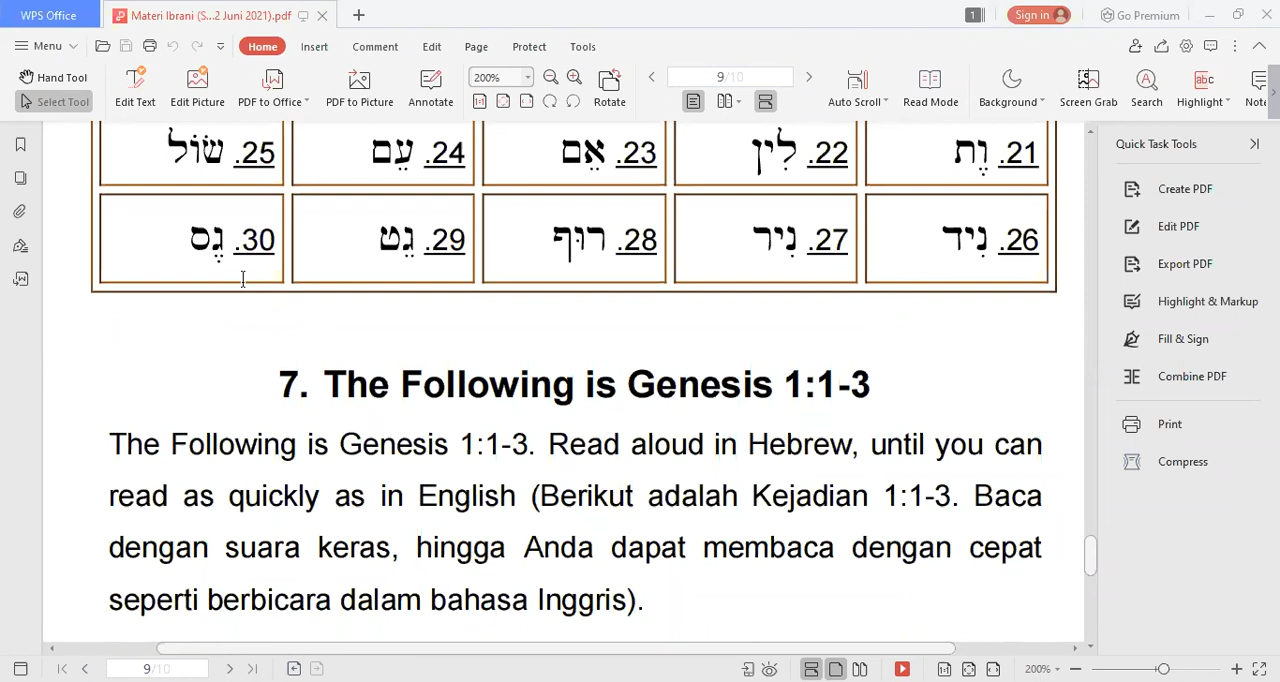 WPS Office
Materi Ibrani (S...2 Juni 2021).pdf
1
Sign in
Go Premium
Menu
Home
Insert
Comment
Edit
Page
Protect
Tools
Hand Tool
Select Tool
Edit Text
Edit Picture
PDF to Office
PDF to Picture
Annotate
200%
Rotate
9/10
Auto Scroll
Read Mode
Background
Screen Grab
Search
Highlight
Note
21. וֶת
22. לִין
23. אֵם
24. עֵם
25. שׂוֹל
26. נִיד
27. נִיר
28. רוּף
29. גֵט
30. גֶס
7. The Following is Genesis 1:1-3
The Following is Genesis 1:1-3. Read aloud in Hebrew, until you can
read as quickly as in English (Berikut adalah Kejadian 1:1-3. Baca
dengan suara keras, hingga Anda dapat membaca dengan cepat
seperti berbicara dalam bahasa Inggris).
Quick Task Tools
Create PDF
Edit PDF
Export PDF
Highlight & Markup
Fill & Sign
Combine PDF
Print
Compress
9/10
200%